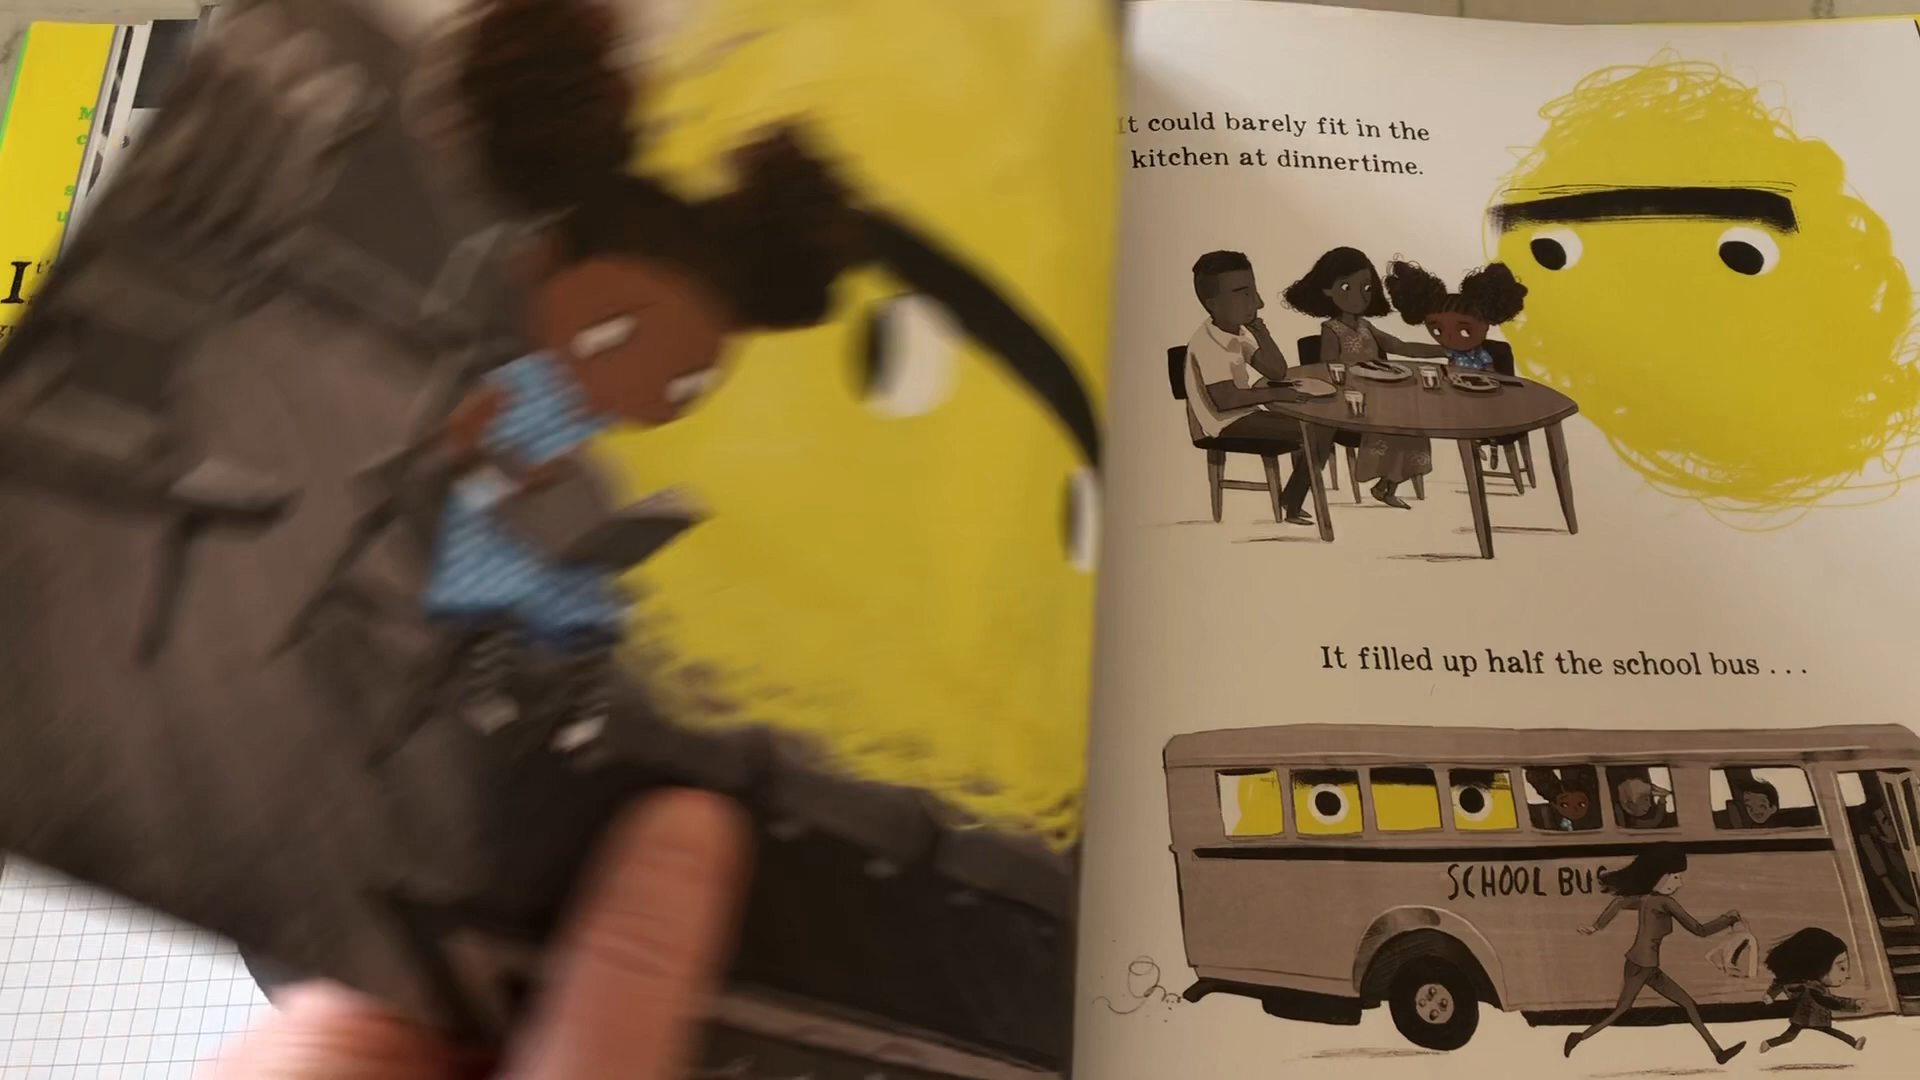 It could barely fit in the
kitchen at dinnertime.
It filled up half the school bus . . .
SCHOOL BUS